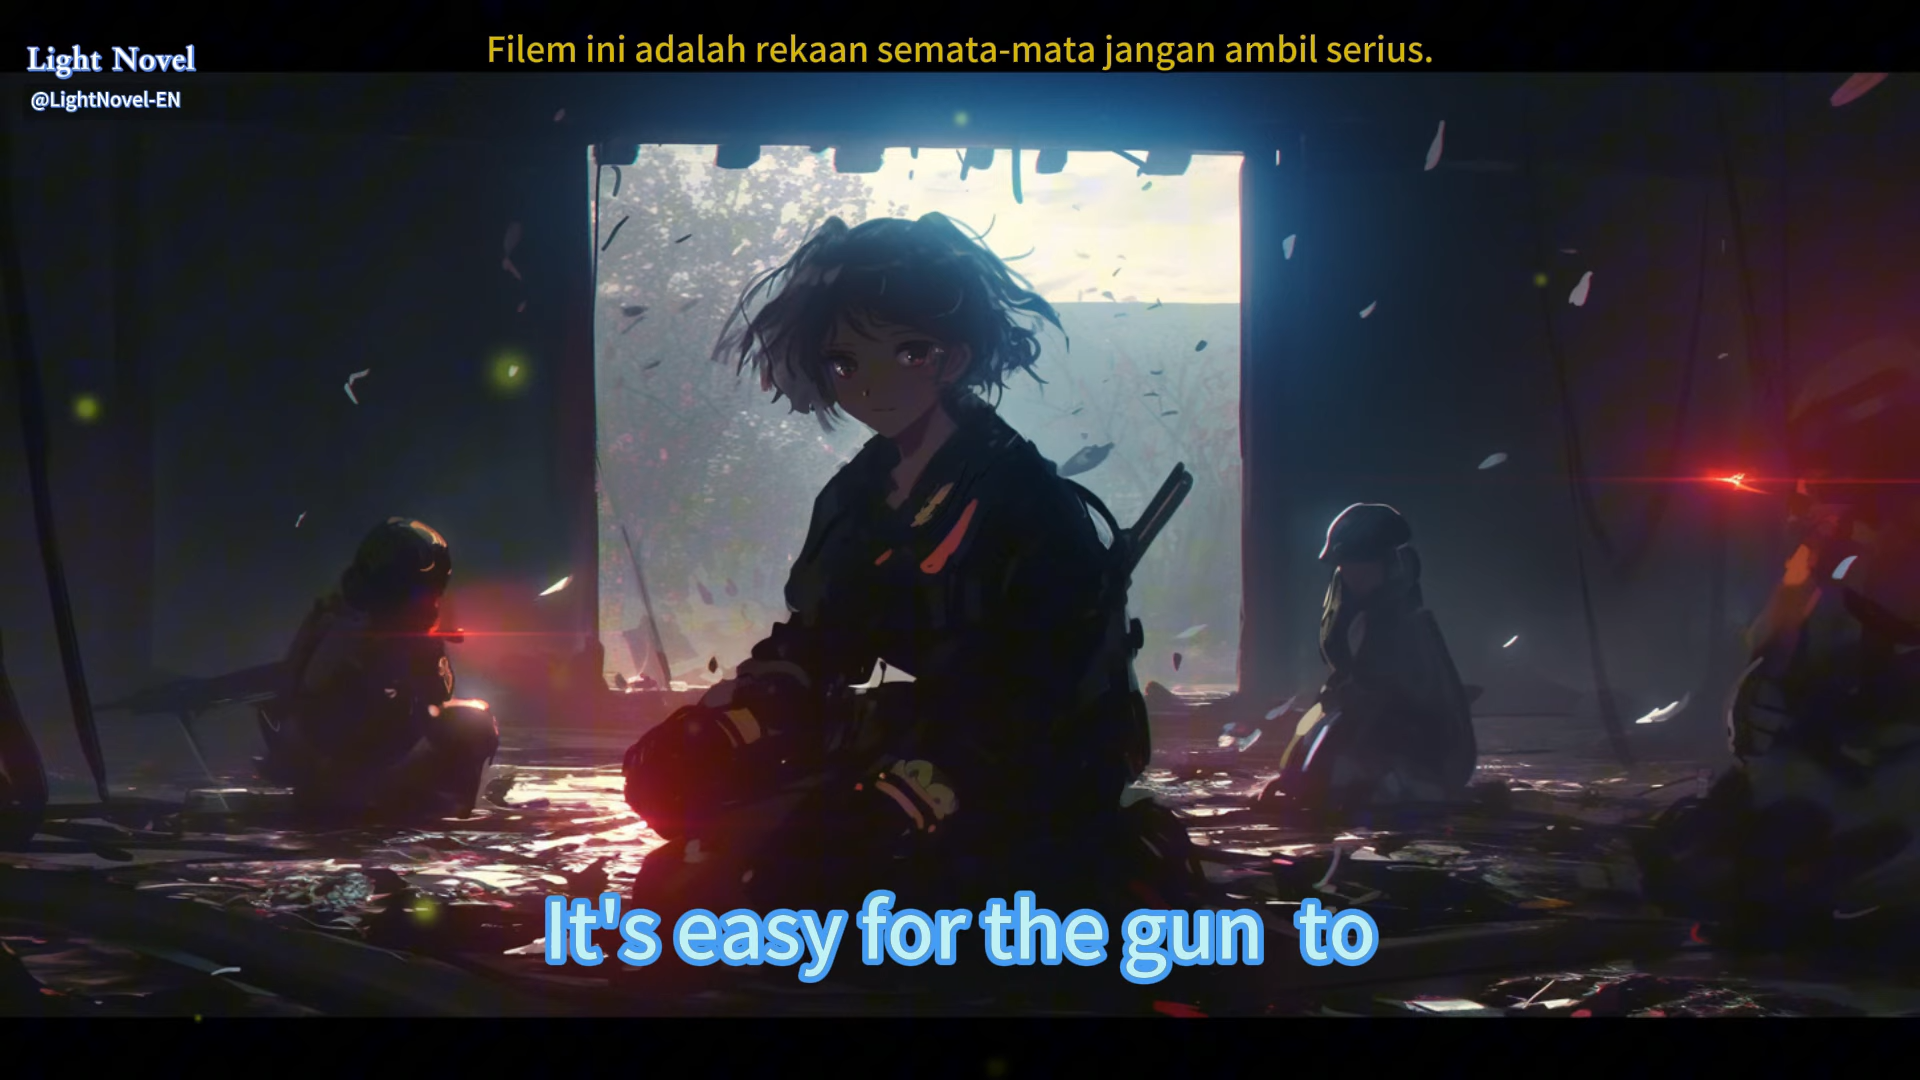 Light Novel
@LightNovel-EN
Filem ini adalah rekaan semata-mata jangan ambil serius.
It's easy for the gun to